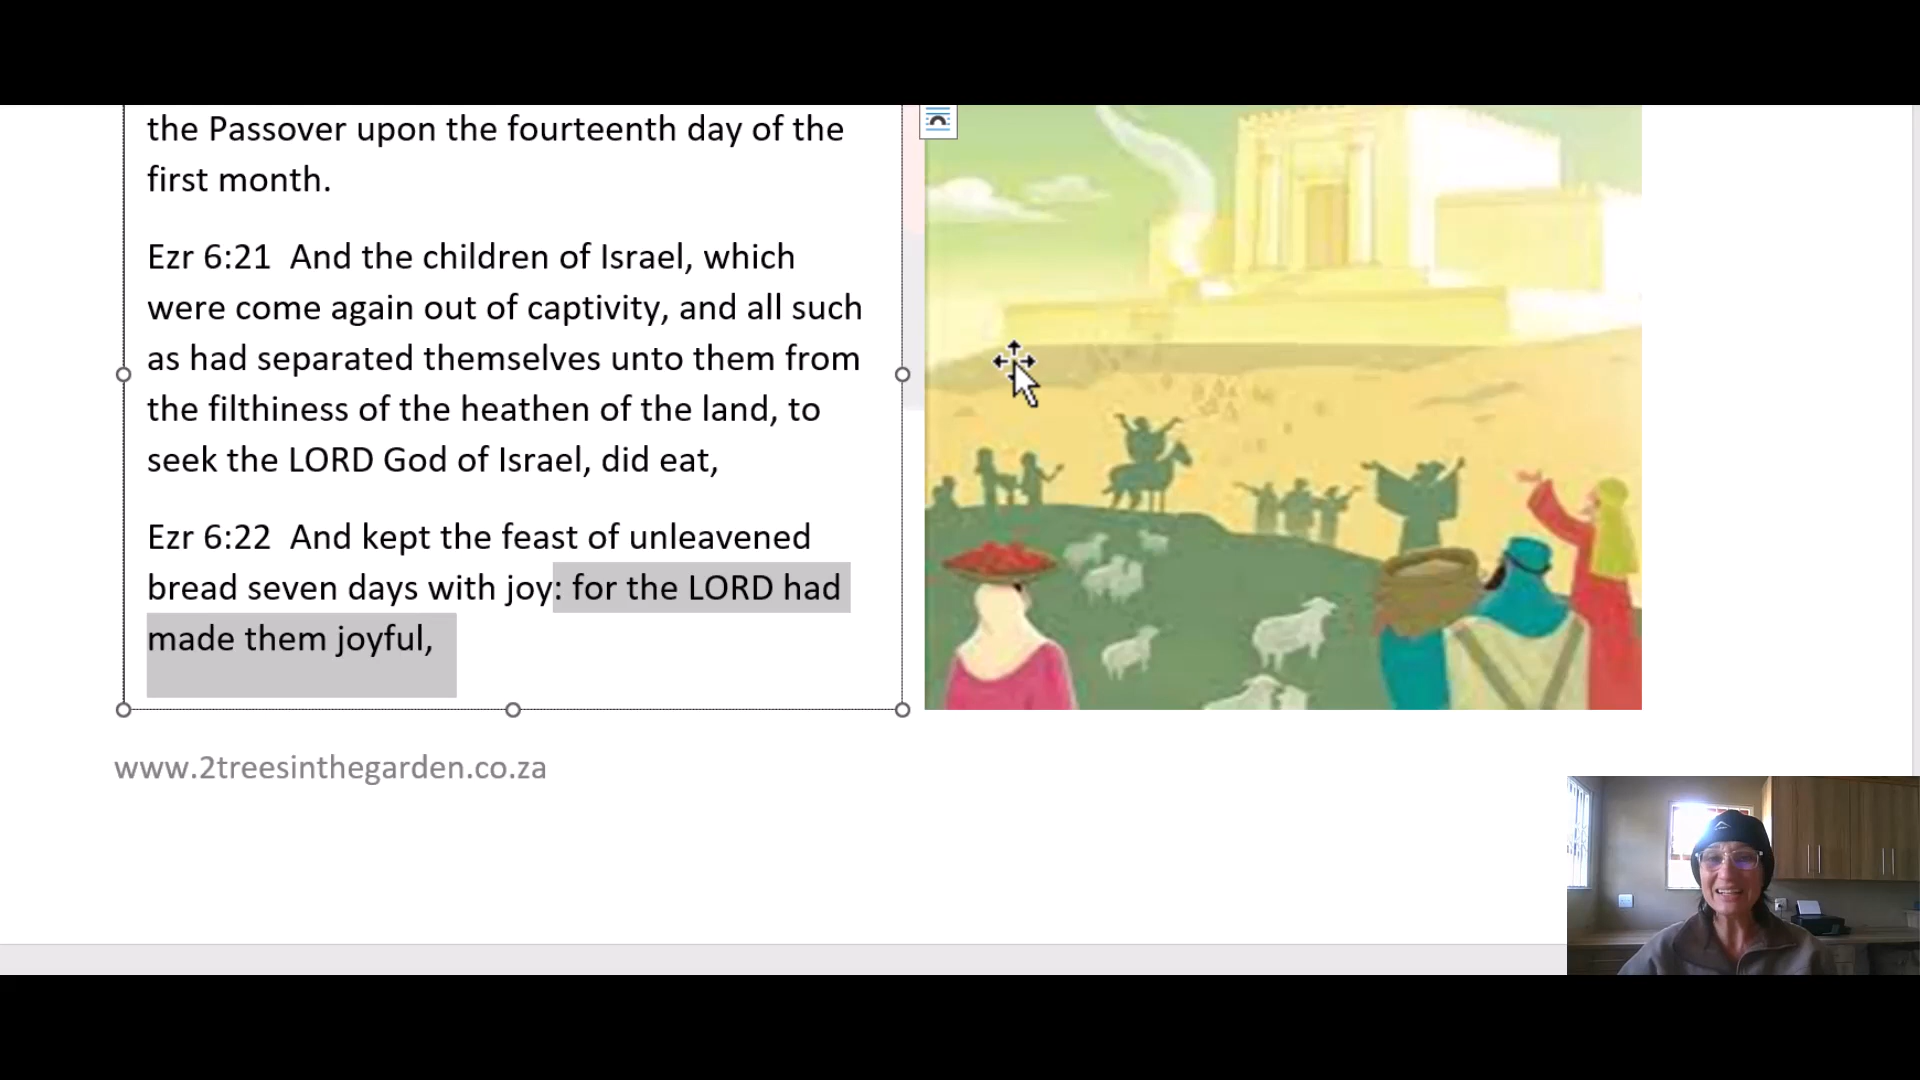 the Passover upon the fourteenth day of the
first month.
Ezr 6:21  And the children of Israel, which
were come again out of captivity, and all such
as had separated themselves unto them from
the filthiness of the heathen of the land, to
seek the LORD God of Israel, did eat,
Ezr 6:22  And kept the feast of unleavened
bread seven days with joy: for the LORD had
made them joyful,
www.2treesinthegarden.co.za